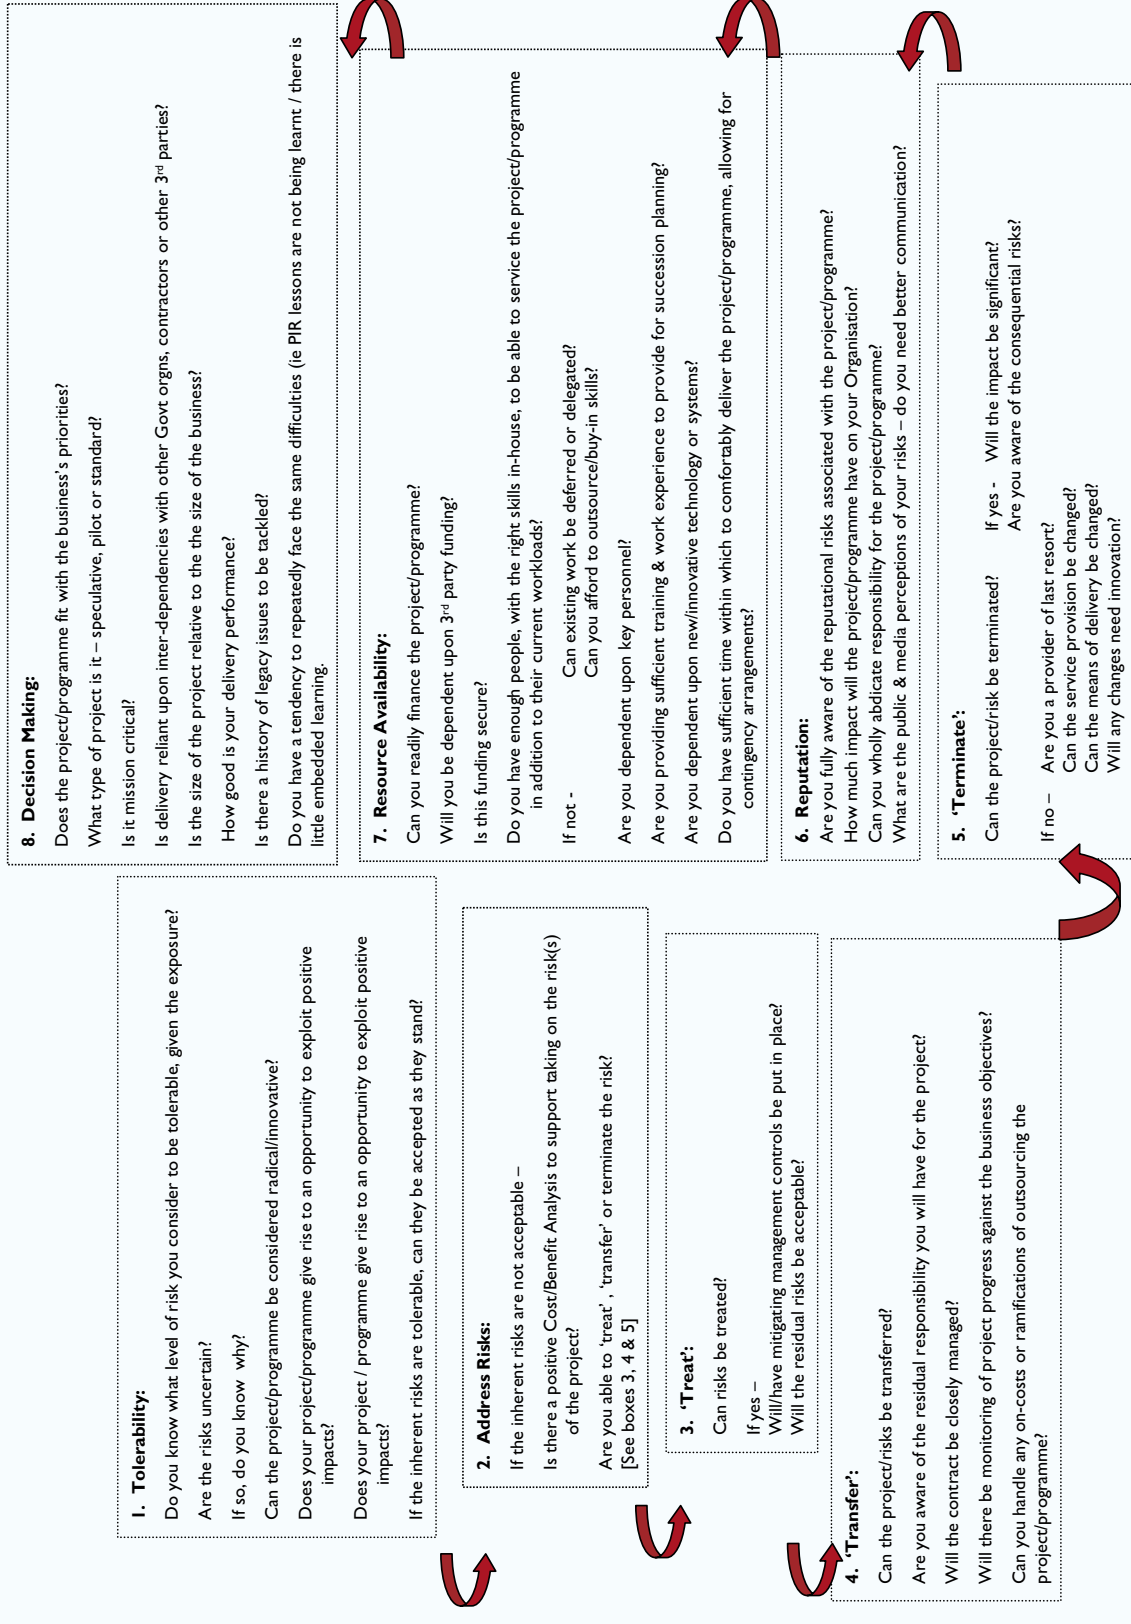 1. Tolerability:
Do you know what level of risk you consider to be tolerable, given the exposure?
Are the risks uncertain?
If so, do you know why?
Can the project/programme be considered radical/innovative?
Does your project/programme give rise to an opportunity to exploit positive
impacts?
Does your project / programme give rise to an opportunity to exploit positive
impacts?
If the inherent risks are tolerable, can they be accepted as they stand?
2. Address Risks:
If the inherent risks are not acceptable –
Is there a positive Cost/Benefit Analysis to support taking on the risk(s)
of the project?
Are you able to ‘treat’ , ‘transfer’ or terminate the risk?
[See boxes 3, 4 & 5]
3. ‘Treat’:
Can risks be treated?
If yes –
Will/have mitigating management controls be put in place?
Will the residual risks be acceptable?
4. ‘Transfer’:
Can the project/risks be transferred?
Are you aware of the residual responsibility you will have for the project?
Will the contract be closely managed?
Will there be monitoring of project progress against the business objectives?
Can you handle any on-costs or ramifications of outsourcing the
project/programme?
5. ‘Terminate’:
Can the project/risk be terminated? If yes - Will the impact be significant?
Are you aware of the consequential risks?
If no – Are you a provider of last resort?
Can the service provision be changed?
Can the means of delivery be changed?
Will any changes need innovation?
6. Reputation:
Are you fully aware of the reputational risks associated with the project/programme?
How much impact will the project/programme have on your Organisation?
Can you wholly abdicate responsibility for the project/programme?
What are the public & media perceptions of your risks – do you need better communication?
7. Resource Availability:
Can you readily finance the project/programme?
Will you be dependent upon 3rd party funding?
Is this funding secure?
Do you have enough people, with the right skills in-house, to be able to service the project/programme
in addition to their current workloads?
If not - Can existing work be deferred or delegated?
Can you afford to outsource/buy-in skills?
Are you dependent upon key personnel?
Are you providing sufficient training & work experience to provide for succession planning?
Are you dependent upon new/innovative technology or systems?
Do you have sufficient time within which to comfortably deliver the project/programme, allowing for
contingency arrangements?
8. Decision Making:
Does the project/programme fit with the business’s priorities?
What type of project is it – speculative, pilot or standard?
Is it mission critical?
Is delivery reliant upon inter-dependencies with other Govt orgns, contractors or other 3rd parties?
Is the size of the project relative to the the size of the business?
How good is your delivery performance?
Is there a history of legacy issues to be tackled?
Do you have a tendency to repeatedly face the same difficulties (ie PIR lessons are not being learnt / there is
little embedded learning.